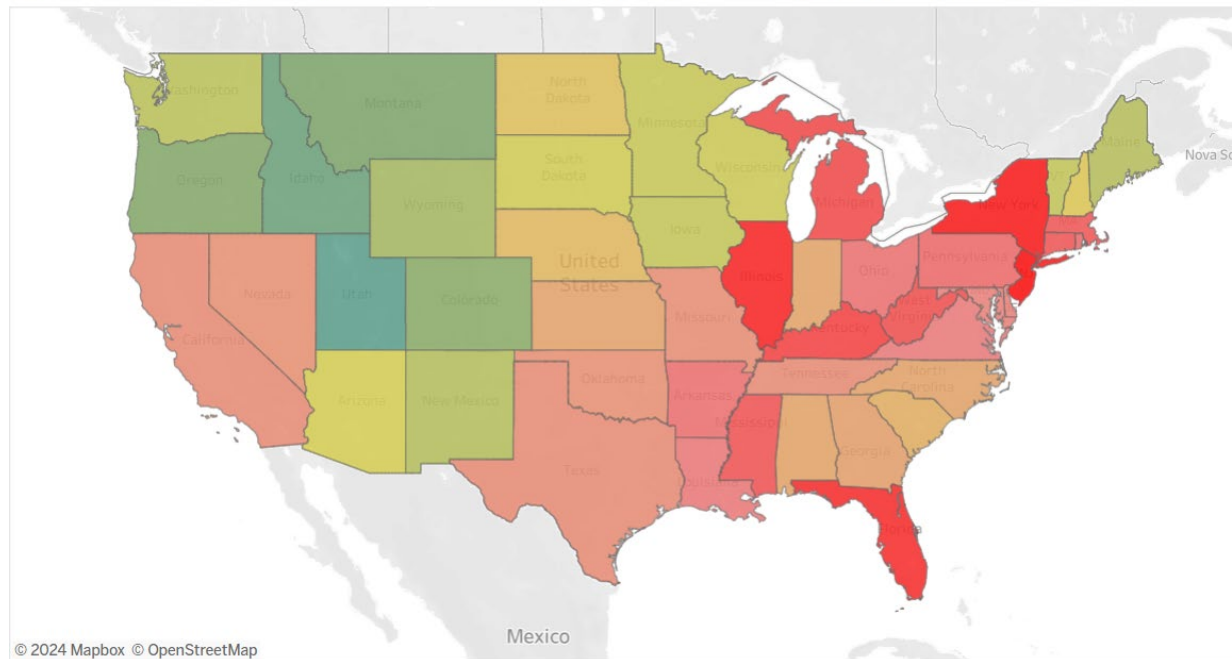 Washington
Montana
North
Dakota
Minnesota
Maine
Oregon
Idaho
South
Dakota
Wisconsin
Nova
Wyoming
Michigan
New York
Iowa
Pennsylvania
United
States
Illinois
Ohio
Nevada
Utah
Colorado
Missouri
West
Virginia
Kentucky
California
Oklahoma
Tennessee
North
Carolina
Arizona
New Mexico
Arkansas
Mississippi
Georgia
Texas
Louisiana
Florida
Mexico
© 2024 Mapbox © OpenStreetMap